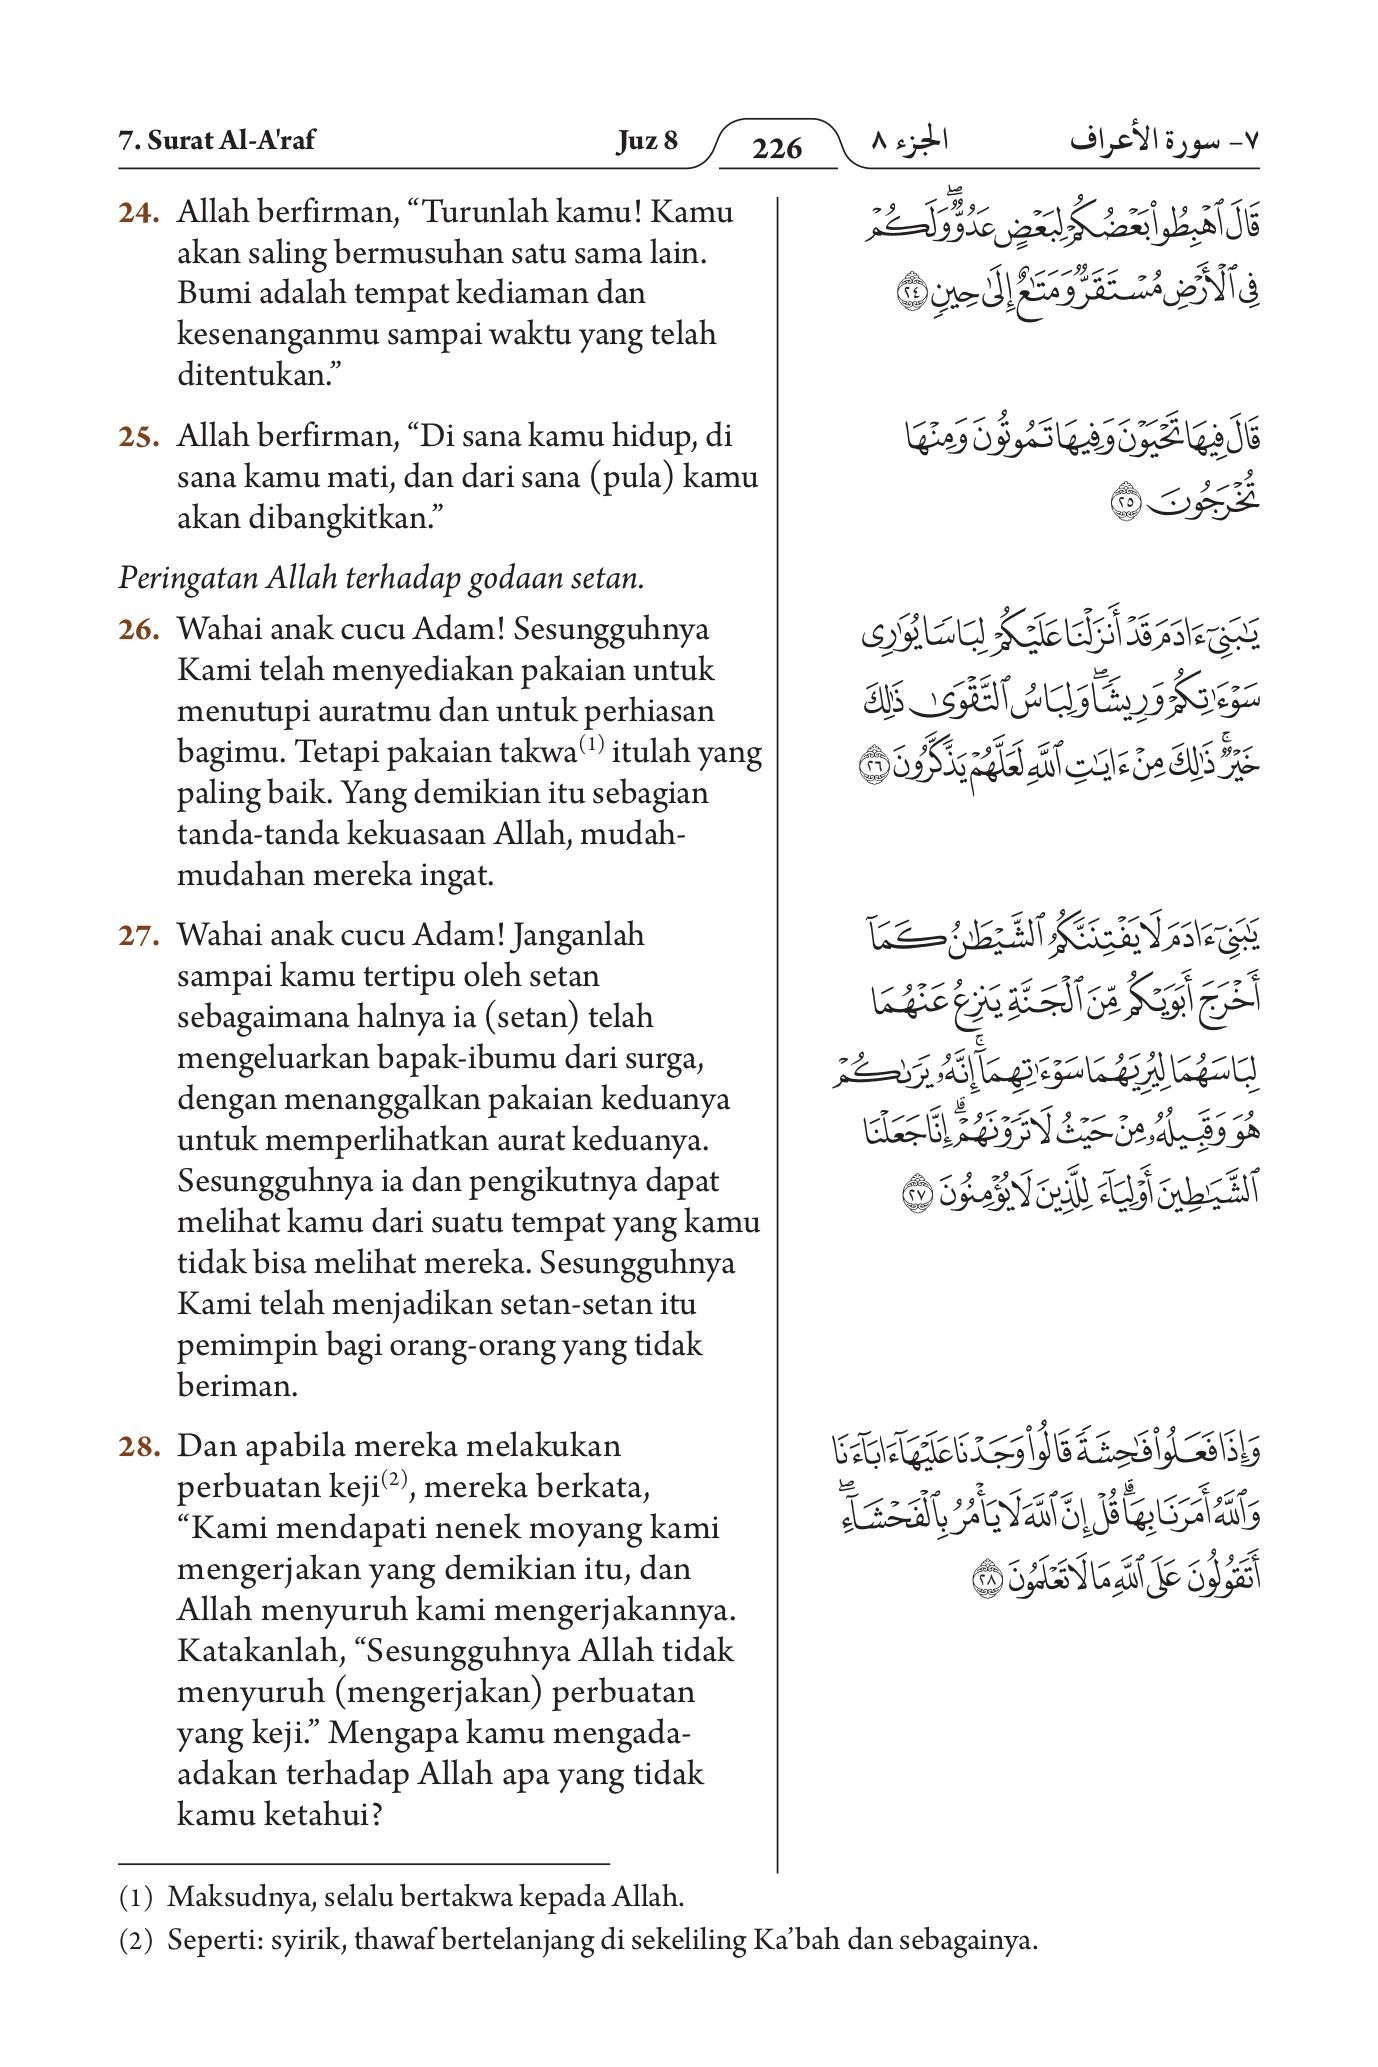 7. Surat Al-A'raf
Juz 8
226
الجزء ٨
٧- سورة الأعراف
24. Allah berfirman, “Turunlah kamu! Kamu
akan saling bermusuhan satu sama lain.
Bumi adalah tempat kediaman dan
kesenanganmu sampai waktu yang telah
ditentukan.”
25. Allah berfirman, “Di sana kamu hidup, di
sana kamu mati, dan dari sana (pula) kamu
akan dibangkitkan.”
Peringatan Allah terhadap godaan setan.
26. Wahai anak cucu Adam! Sesungguhnya
Kami telah menyediakan pakaian untuk
menutupi auratmu dan untuk perhiasan
bagimu. Tetapi pakaian takwa(1) itulah yang
paling baik. Yang demikian itu sebagian
tanda-tanda kekuasaan Allah, mudah-
mudahan mereka ingat.
27. Wahai anak cucu Adam! Janganlah
sampai kamu tertipu oleh setan
sebagaimana halnya ia (setan) telah
mengeluarkan bapak-ibumu dari surga,
dengan menanggalkan pakaian keduanya
untuk memperlihatkan aurat keduanya.
Sesungguhnya ia dan pengikutnya dapat
melihat kamu dari suatu tempat yang kamu
tidak bisa melihat mereka. Sesungguhnya
Kami telah menjadikan setan-setan itu
pemimpin bagi orang-orang yang tidak
beriman.
28. Dan apabila mereka melakukan
perbuatan keji(2), mereka berkata,
“Kami mendapati nenek moyang kami
mengerjakan yang demikian itu, dan
Allah menyuruh kami mengerjakannya.
Katakanlah, “Sesungguhnya Allah tidak
menyuruh (mengerjakan) perbuatan
yang keji.” Mengapa kamu mengada-
adakan terhadap Allah apa yang tidak
kamu ketahui?
قَالَ ٱهْبِطُوا۟ بَعْضُكُمْ لِبَعْضٍ عَدُوٌّ ۖ وَلَكُمْ
فِى ٱلْأَرْضِ مُسْتَقَرٌّ وَمَتَـٰعٌ إِلَىٰ حِينٍ ٢٤
قَالَ فِيهَا تَحْيَوْنَ وَفِيهَا تَمُوتُونَ وَمِنْهَا
تُخْرَجُونَ ٢٥
يَـٰبَنِىٓ ءَادَمَ قَدْ أَنزَلْنَا عَلَيْكُمْ لِبَاسًا يُوَٰرِى
سَوْءَٰتِكُمْ وَرِيشًا ۖ وَلِبَاسُ ٱلتَّقْوَىٰ ذَٰلِكَ
خَيْرٌ ۚ ذَٰلِكَ مِنْ ءَايَـٰتِ ٱللَّهِ لَعَلَّهُمْ يَذَّكَّرُونَ ٢٦
يَـٰبَنِىٓ ءَادَمَ لَا يَفْتِنَنَّكُمُ ٱلشَّيْطَـٰنُ كَمَآ
أَخْرَجَ أَبَوَيْكُم مِّنَ ٱلْجَنَّةِ يَنزِعُ عَنْهُمَا
لِبَاسَهُمَا لِيُرِيَهُمَا سَوْءَٰتِهِمَآ ۚ إِنَّهُۥ يَرَىٰكُمْ
هُوَ وَقَبِيلُهُۥ مِنْ حَيْثُ لَا تَرَوْنَهُمْ ۗ إِنَّا جَعَلْنَا
ٱلشَّيَـٰطِينَ أَوْلِيَآءَ لِلَّذِينَ لَا يُؤْمِنُونَ ٢٧
وَإِذَا فَعَلُوا۟ فَـٰحِشَةً قَالُوا۟ وَجَدْنَا عَلَيْهَآ ءَابَآءَنَا
وَٱللَّهُ أَمَرَنَا بِهَا ۗ قُلْ إِنَّ ٱللَّهَ لَا يَأْمُرُ بِٱلْفَحْشَآءِ ۖ
أَتَقُولُونَ عَلَى ٱللَّهِ مَا لَا تَعْلَمُونَ ٢٨
(1) Maksudnya, selalu bertakwa kepada Allah.
(2) Seperti: syirik, thawaf bertelanjang di sekeliling Ka’bah dan sebagainya.